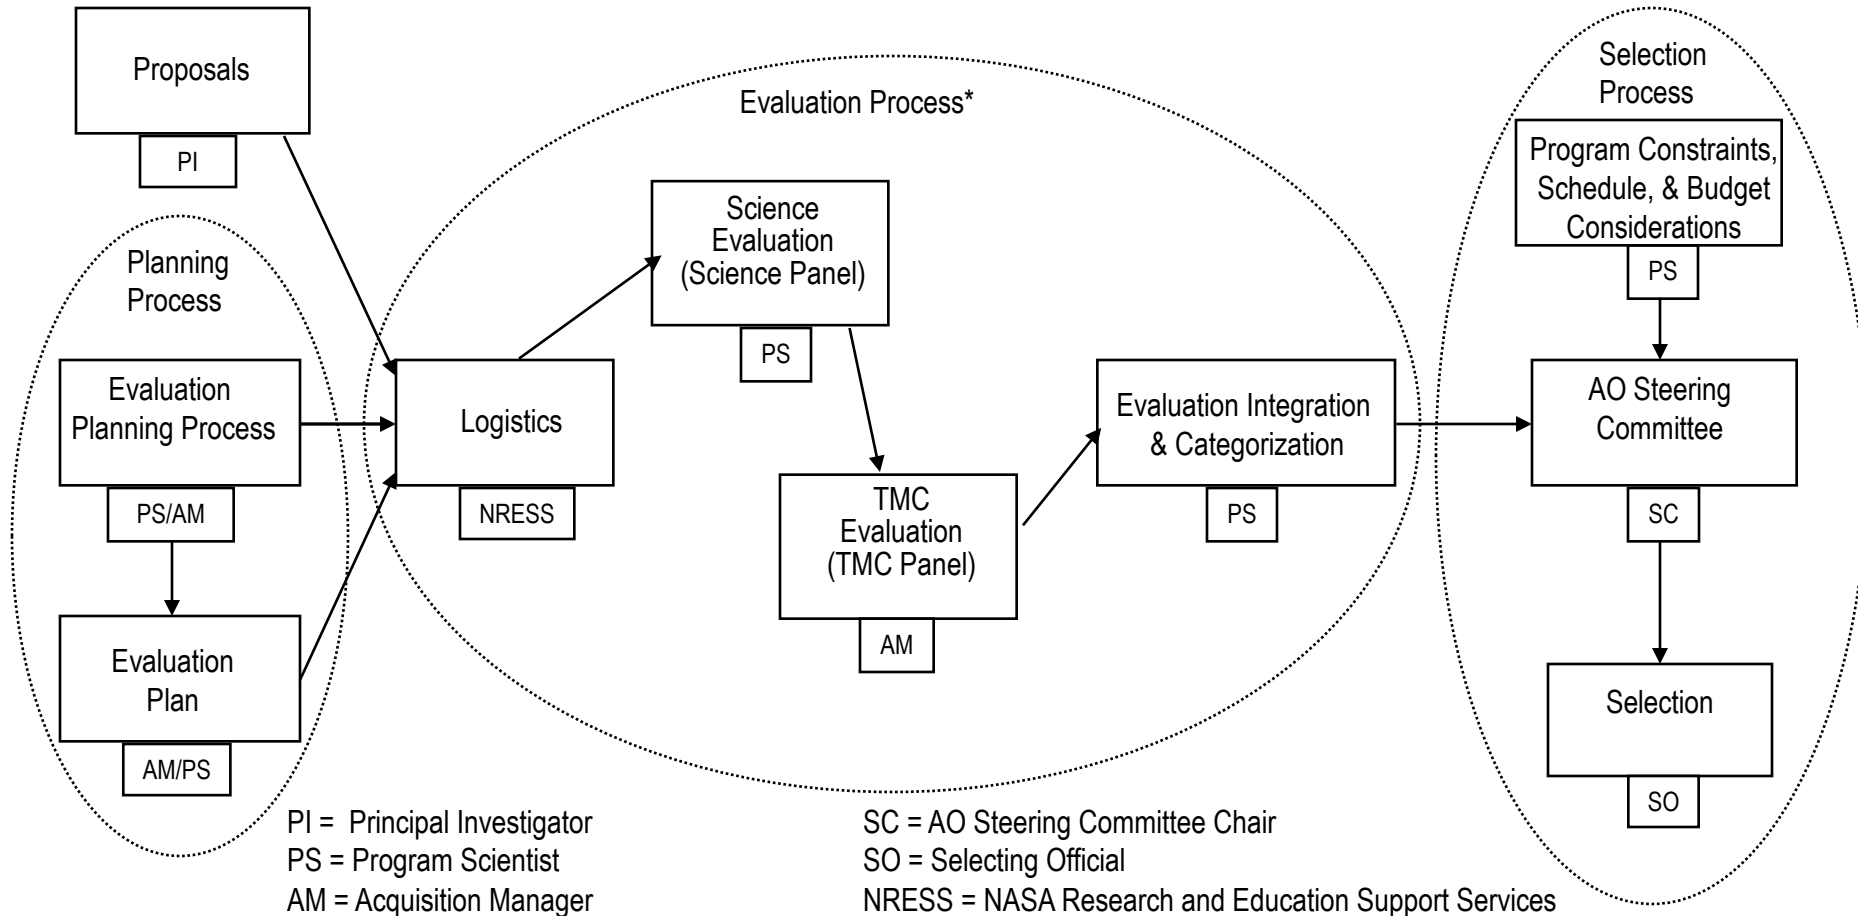 Proposals
PI
Planning
Process
Evaluation
Planning Process
PS/AM
Evaluation
Plan
AM/PS
Evaluation Process*
Logistics
NRESS
Science
Evaluation
(Science Panel)
PS
TMC
Evaluation
(TMC Panel)
AM
Evaluation Integration
& Categorization
PS
Selection
Process
Program Constraints,
Schedule, & Budget
Considerations
PS
AO Steering
Committee
SC
Selection
SO
PI = Principal Investigator
PS = Program Scientist
AM = Acquisition Manager
SC = AO Steering Committee Chair
SO = Selecting Official
NRESS = NASA Research and Education Support Services